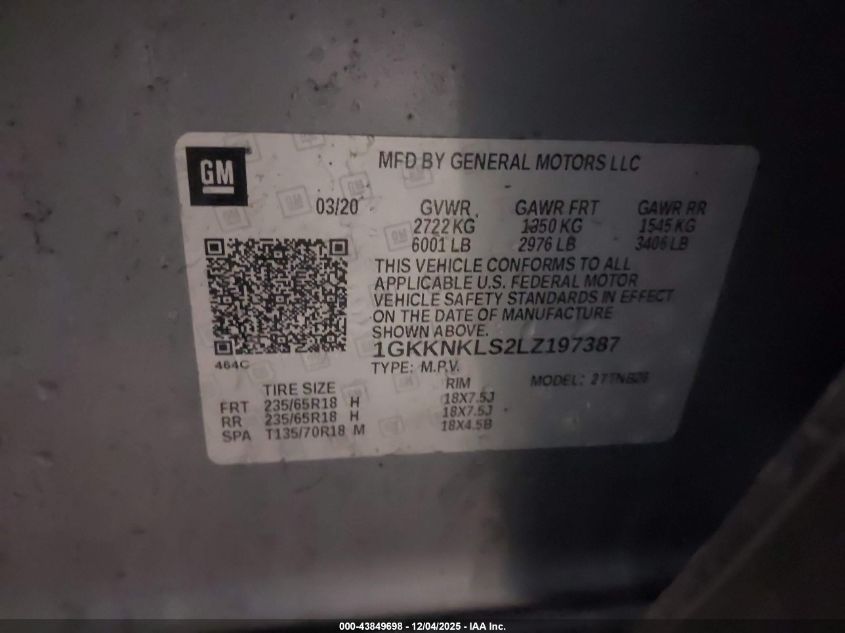 GM
MFD BY GENERAL MOTORS LLC
03/20 GVWR GAWR FRT GAWR RR
2722 KG 1350 KG 1545 KG
6001 LB 2976 LB 3406 LB
THIS VEHICLE CONFORMS TO ALL
APPLICABLE U.S. FEDERAL MOTOR
VEHICLE SAFETY STANDARDS IN EFFECT
ON THE DATE OF MANUFACTURE
SHOWN ABOVE.
1GKKNKLS2LZ197387
464C
TYPE: M.P.V. MODEL:
TIRE SIZE RIM
FRT 235/65R18 H 18X7.5J
RR 235/65R18 H 18X7.5J
SPA T135/70R18 M 18X4.5B
000-43849698 - 12/04/2025 - IAA Inc.